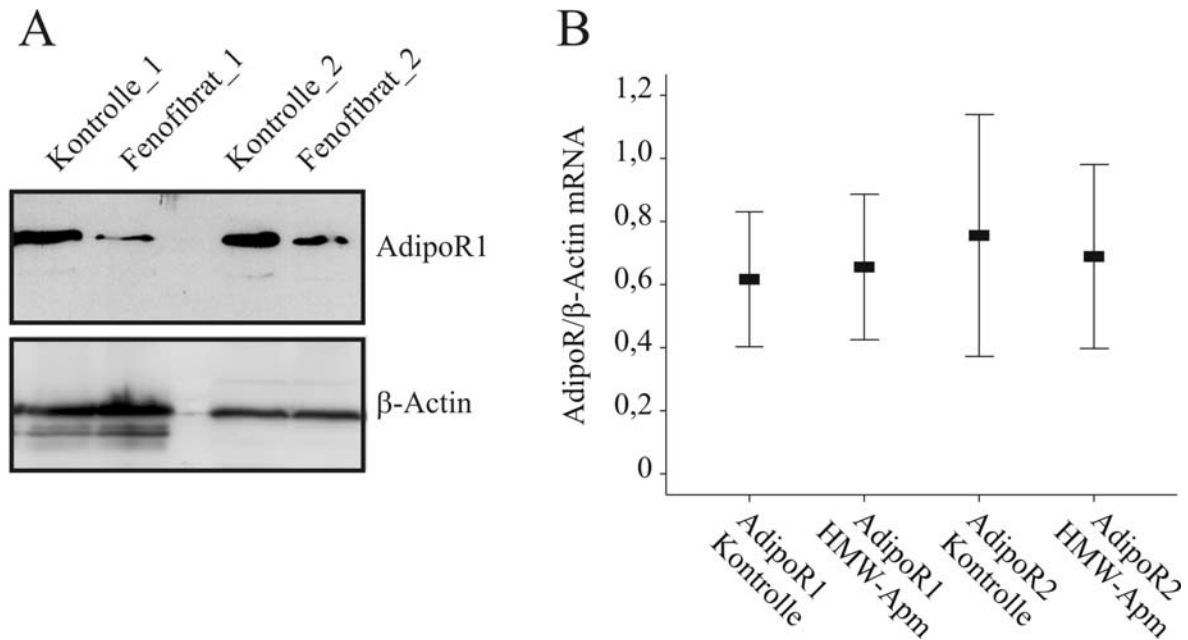 A
Kontrolle_1
Fenofibrat_1
Kontrolle_2
Fenofibrat_2
AdipoR1
β-Actin
B
AdipoR/β-Actin mRNA
1,2
1,0
0,8
0,6
0,4
0,2
0
AdipoR1
Kontrolle
AdipoR1
HMW-Apm
AdipoR2
Kontrolle
AdipoR2
HMW-Apm